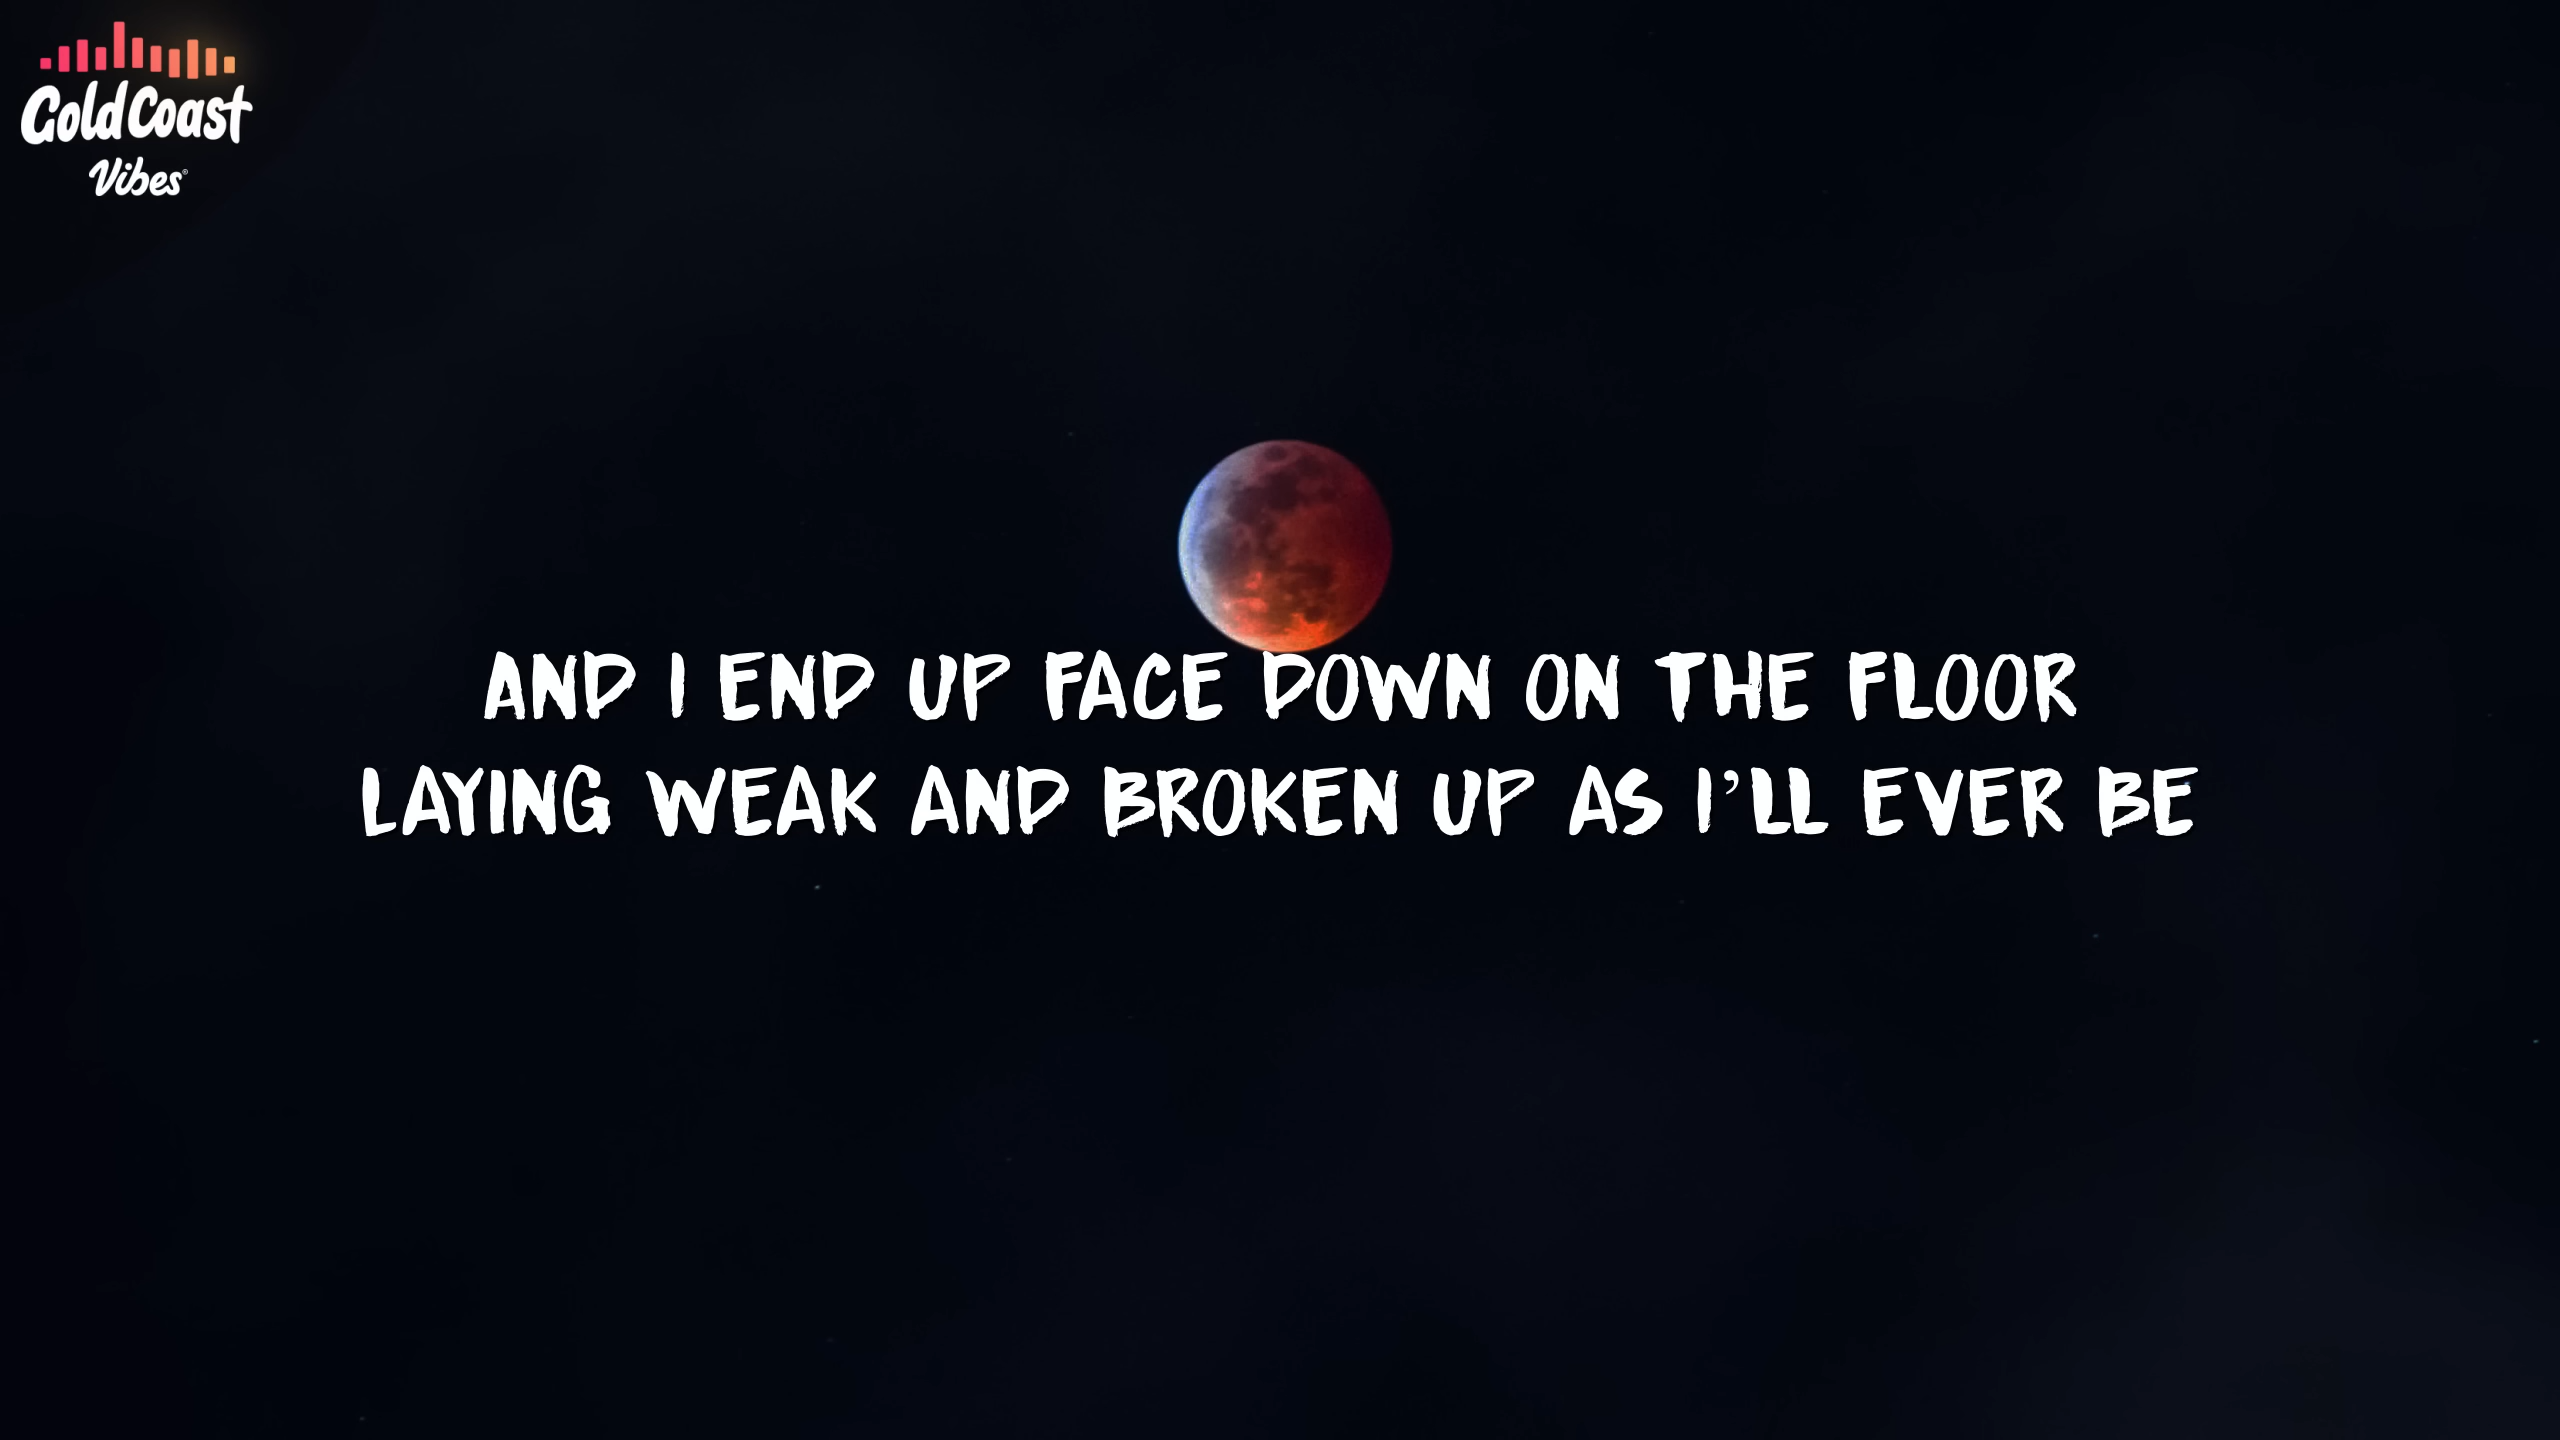 GoldCoast
Vibes®
AND I END UP FACE DOWN ON THE FLOOR
LAYING WEAK AND BROKEN UP AS I'LL EVER BE